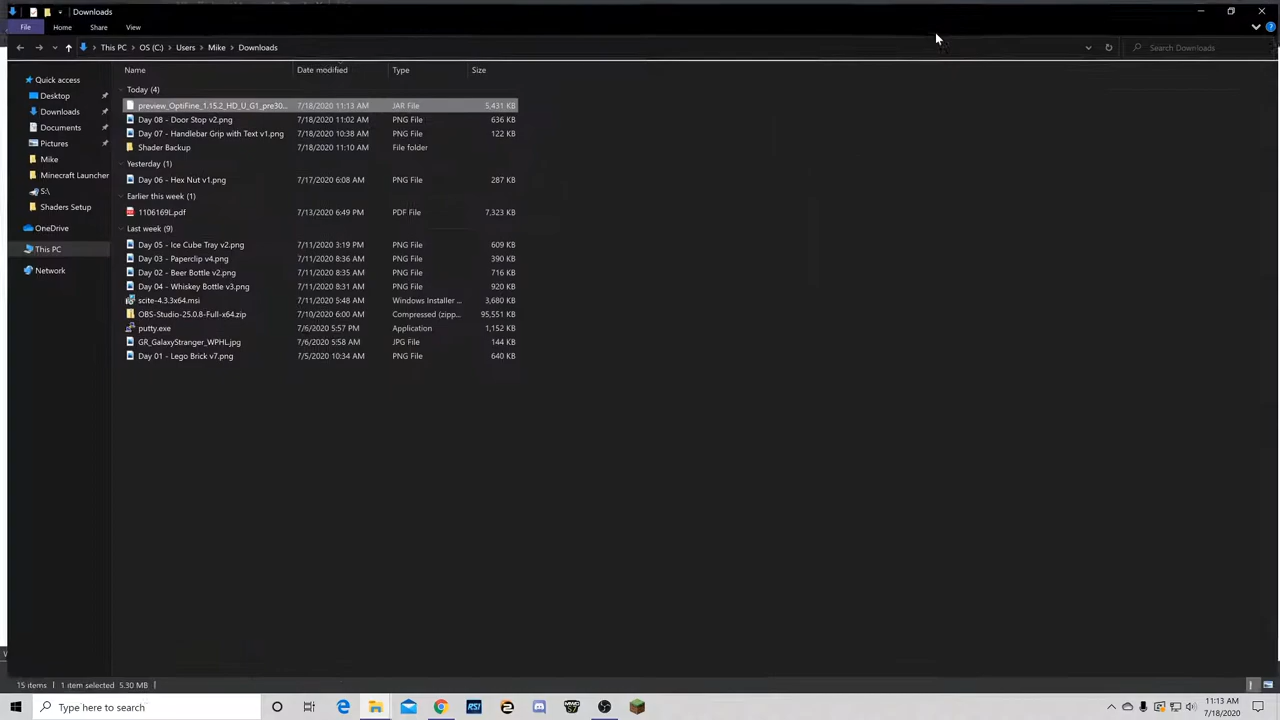 Downloads
File Home Share View
This PC OS (C:) Users Mike Downloads Search Downloads
Name Date modified Type Size
Quick access
Desktop
Downloads
Documents
Pictures
Mike
Minecraft Launcher
S:\
Shaders Setup
OneDrive
This PC
Network
Today (4)
preview_OptiFine_1.15.2_HD_U_G1_pre30... 7/18/2020 11:13 AM JAR File 5,431 KB
Day 08 - Door Stop v2.png 7/18/2020 11:02 AM PNG File 636 KB
Day 07 - Handlebar Grip with Text v1.png 7/18/2020 10:38 AM PNG File 122 KB
Shader Backup 7/18/2020 11:10 AM File folder
Yesterday (1)
Day 06 - Hex Nut v1.png 7/17/2020 6:08 AM PNG File 287 KB
Earlier this week (1)
1106169L.pdf 7/13/2020 6:49 PM PDF File 7,323 KB
Last week (9)
Day 05 - Ice Cube Tray v2.png 7/11/2020 3:19 PM PNG File 609 KB
Day 03 - Paperclip v4.png 7/11/2020 8:36 AM PNG File 390 KB
Day 02 - Beer Bottle v2.png 7/11/2020 8:35 AM PNG File 716 KB
Day 04 - Whiskey Bottle v3.png 7/11/2020 8:31 AM PNG File 920 KB
scite-4.3.3x64.msi 7/11/2020 5:48 AM Windows Installer ... 3,680 KB
OBS-Studio-25.0.8-Full-x64.zip 7/10/2020 6:00 AM Compressed (zipp... 95,551 KB
putty.exe 7/6/2020 5:57 PM Application 1,152 KB
GR_GalaxyStranger_WPHL.jpg 7/6/2020 5:58 AM JPG File 144 KB
Day 01 - Lego Brick v7.png 7/5/2020 10:34 AM PNG File 640 KB
15 items 1 item selected 5.30 MB
Type here to search
RSI
11:13 AM
7/18/2020